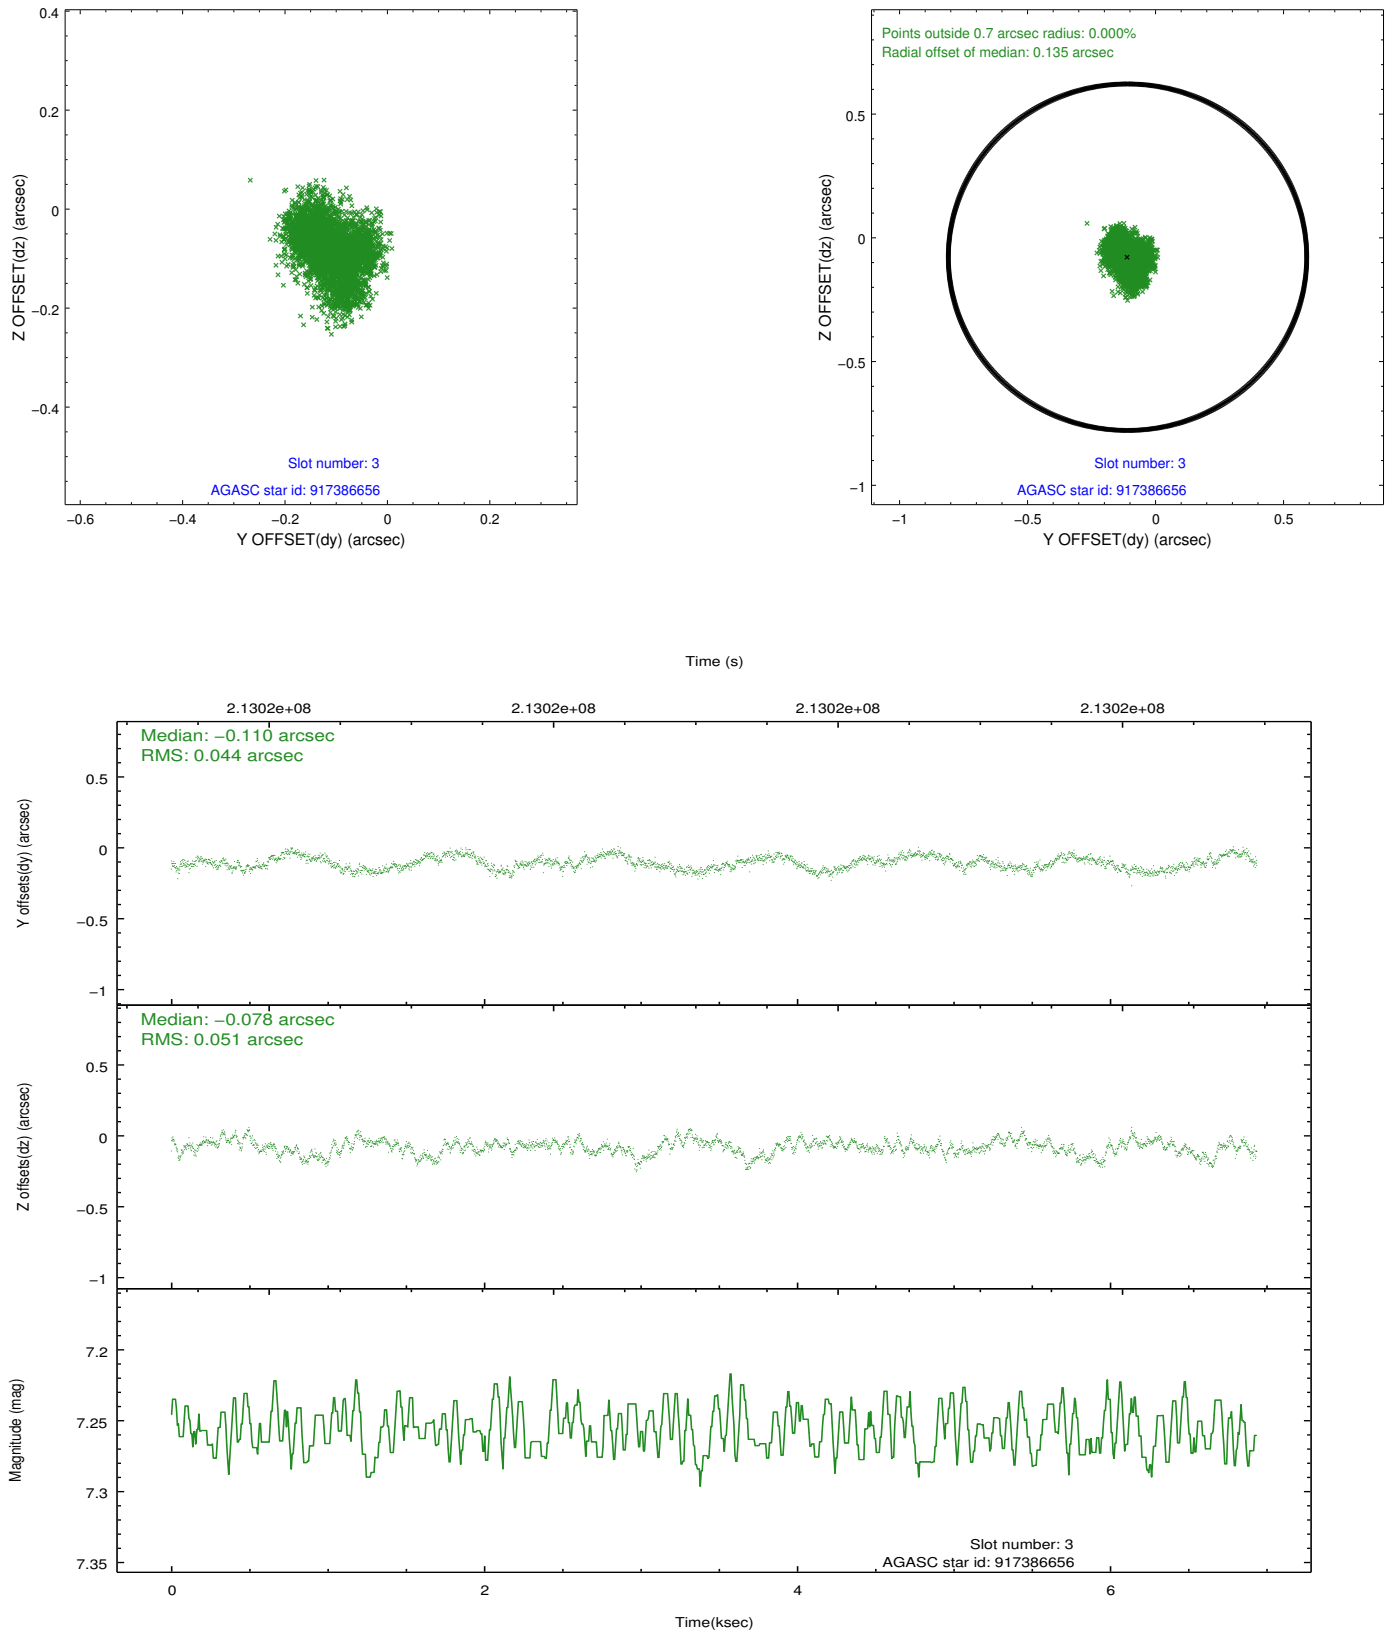 0.4
0.2
0
−0.2
−0.4
−0.6
−0.4
−0.2
0
0.2
Z OFFSET(dz) (arcsec)
Y OFFSET(dy) (arcsec)
Slot number: 3
AGASC star id: 917386656
Points outside 0.7 arcsec radius: 0.000%
Radial offset of median: 0.135 arcsec
0.5
0
−0.5
−1
−1
−0.5
0
0.5
Z OFFSET(dz) (arcsec)
Y OFFSET(dy) (arcsec)
Slot number: 3
AGASC star id: 917386656
Time (s)
2.1302e+08
2.1302e+08
2.1302e+08
2.1302e+08
Median: −0.110 arcsec
RMS: 0.044 arcsec
0.5
0
−0.5
−1
Y offsets(dy) (arcsec)
Median: −0.078 arcsec
RMS: 0.051 arcsec
0.5
0
−0.5
−1
Z offsets(dz) (arcsec)
7.2
7.25
7.3
7.35
Magnitude (mag)
Slot number: 3
AGASC star id: 917386656
0
2
4
6
Time(ksec)